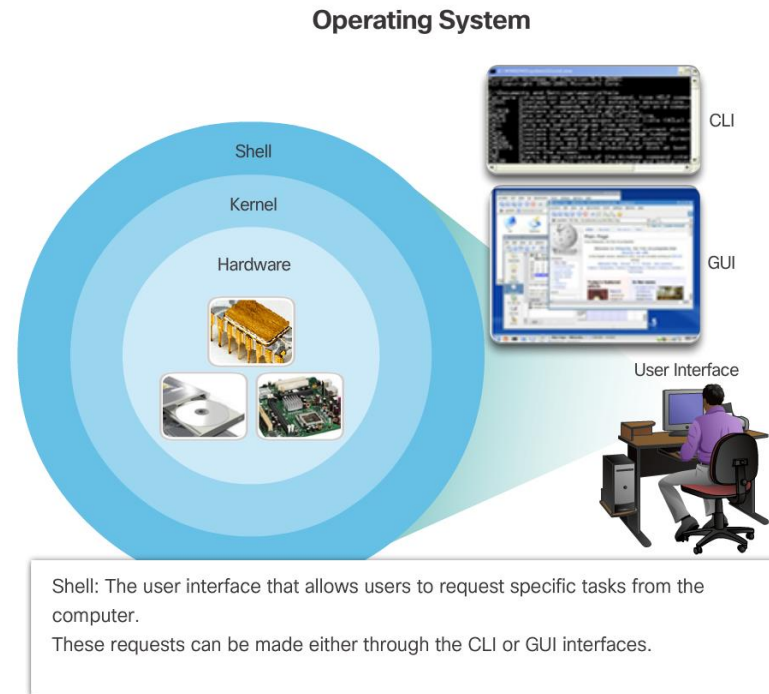 Operating System
CLI
Shell
Kernel
Hardware
GUI
User Interface
Shell: The user interface that allows users to request specific tasks from the
computer.
These requests can be made either through the CLI or GUI interfaces.